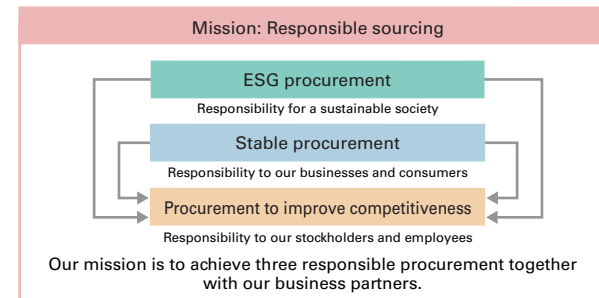 Mission: Responsible sourcing
ESG procurement
Responsibility for a sustainable society
Stable procurement
Responsibility to our businesses and consumers
Procurement to improve competitiveness
Responsibility to our stockholders and employees
Our mission is to achieve three responsible procurement together
with our business partners.